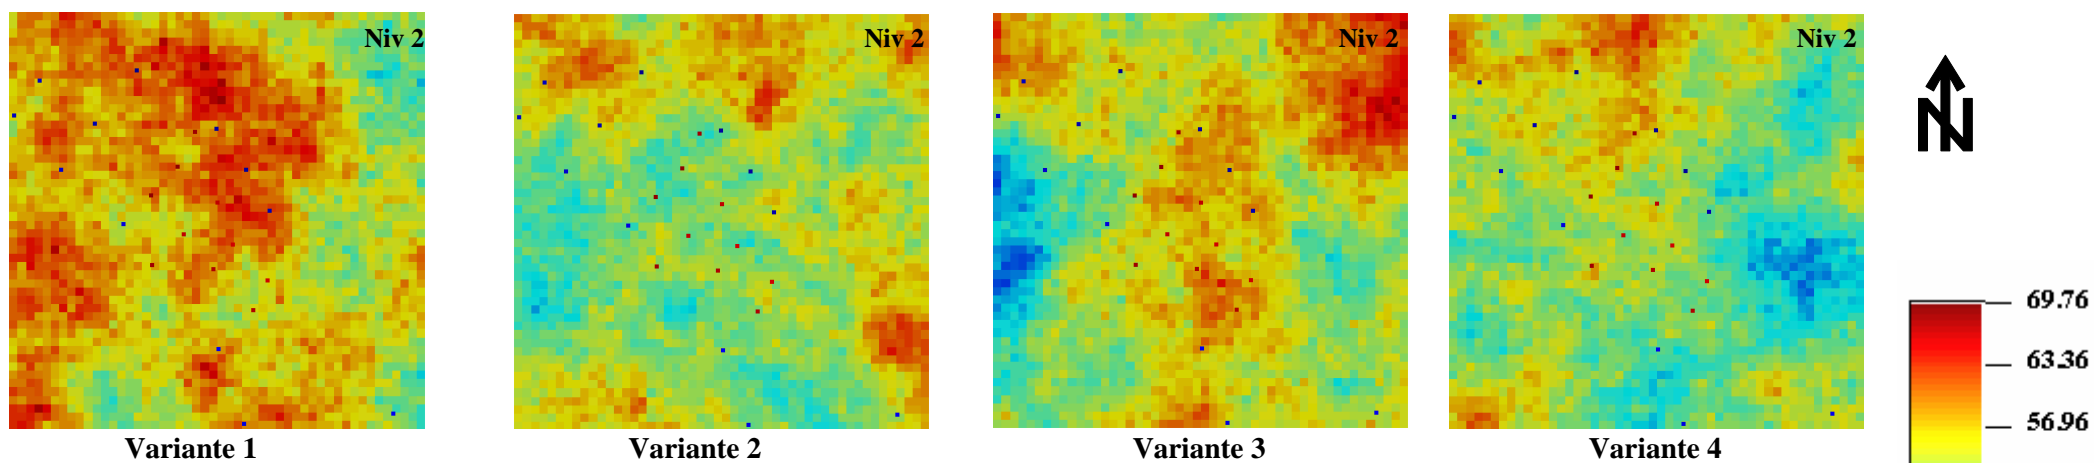 Niv 2 Niv 2 Niv 2 Niv 2
N
69.76
63.36
56.96
Variante 1 Variante 2 Variante 3 Variante 4